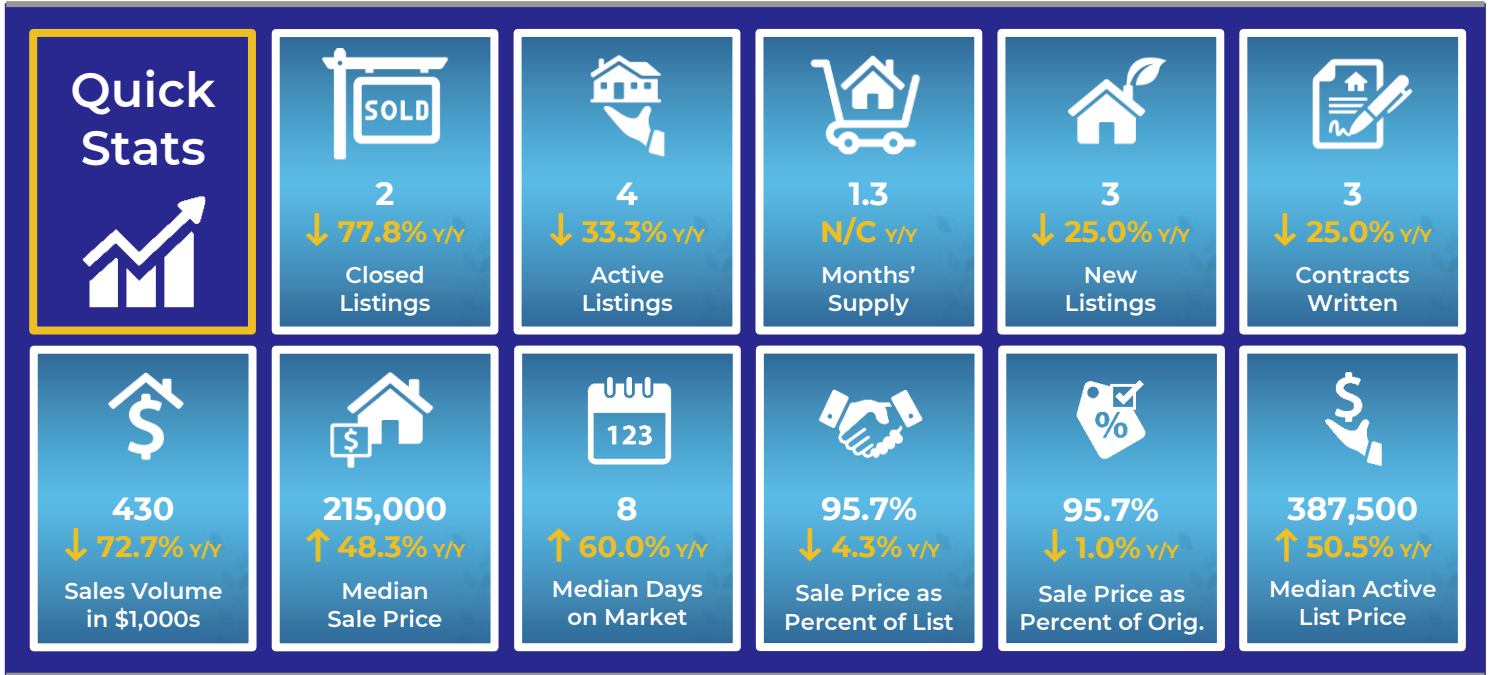 Quick
Stats
SOLD
2
↓ 77.8% Y/Y
Closed
Listings
4
↓ 33.3% Y/Y
Active
Listings
1.3
N/C Y/Y
Months’
Supply
3
↓ 25.0% Y/Y
New
Listings
3
↓ 25.0% Y/Y
Contracts
Written
$
430
↓ 72.7% Y/Y
Sales Volume
in $1,000s
$
215,000
↑ 48.3% Y/Y
Median
Sale Price
123
8
↑ 60.0% Y/Y
Median Days
on Market
95.7%
↓ 4.3% Y/Y
Sale Price as
Percent of List
%
95.7%
↓ 1.0% Y/Y
Sale Price as
Percent of Orig.
$
387,500
↑ 50.5% Y/Y
Median Active
List Price